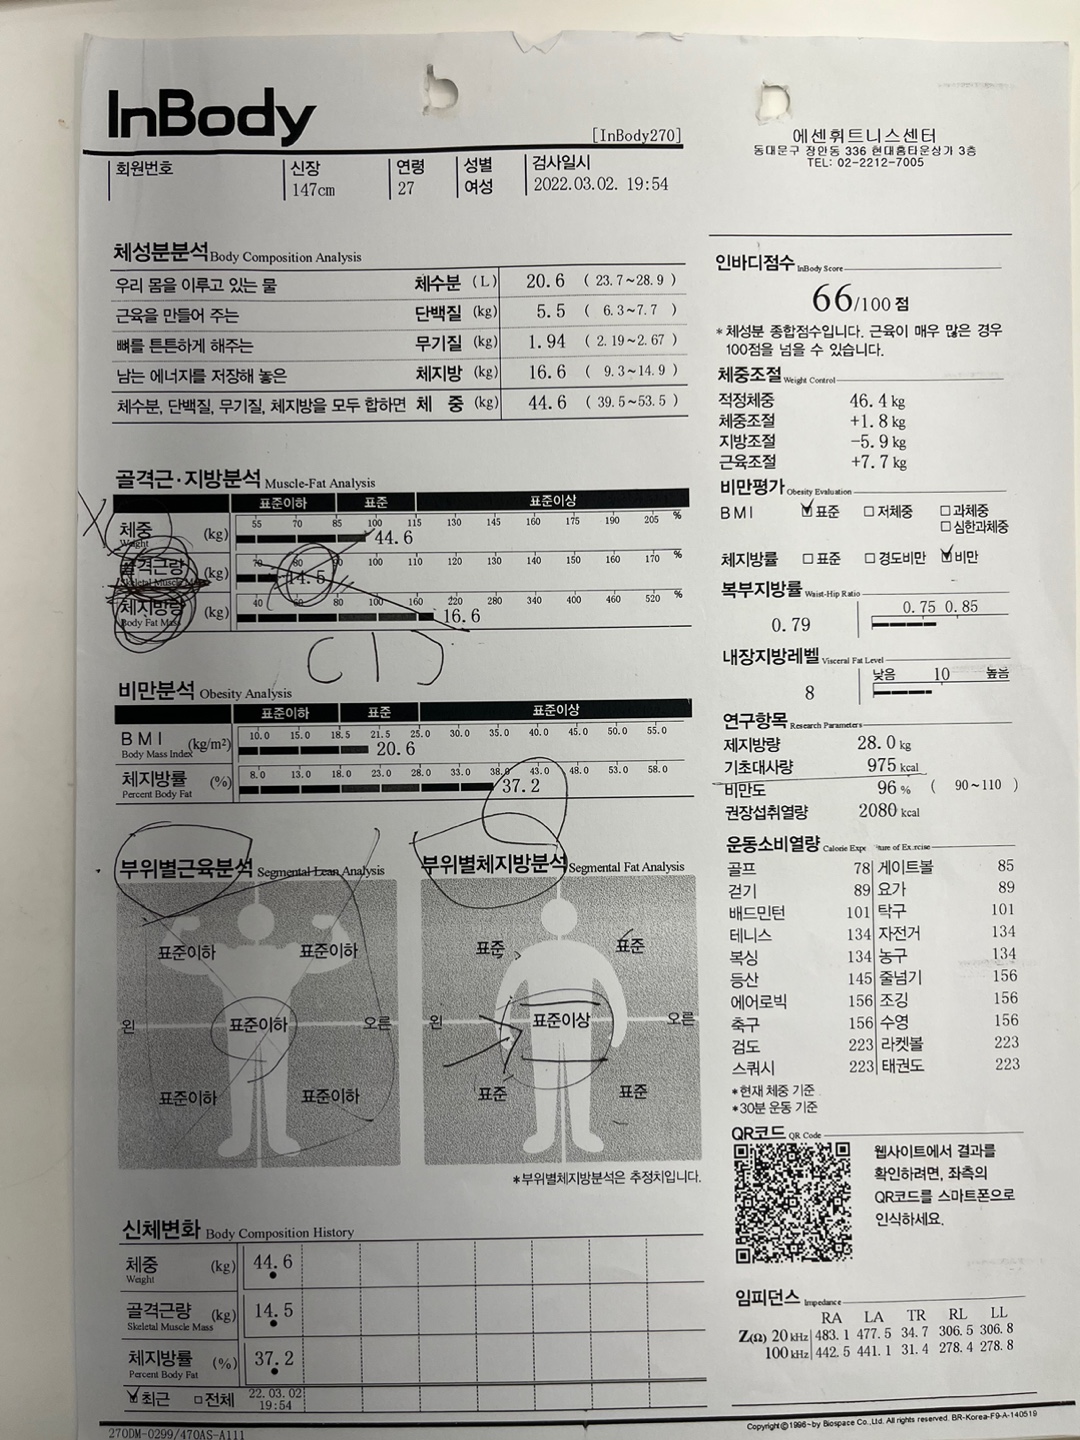 InBody
[InBody270]
회원번호
신장
147cm
연령
27
성별
여성
검사일시
2022.03.02. 19:54
에센휘트니스센터
동대문구 장안동 336 현대홈타운상가 3층
TEL: 02-2212-7005
체성분분석 Body Composition Analysis
우리 몸을 이루고 있는 물 체수분 (L) 20.6 ( 23.7~28.9 )
근육을 만들어 주는 단백질 (kg) 5.5 ( 6.3~7.7 )
뼈를 튼튼하게 해주는 무기질 (kg) 1.94 ( 2.19~2.67 )
남는 에너지를 저장해 놓은 체지방 (kg) 16.6 ( 9.3~14.9 )
체수분, 단백질, 무기질, 체지방을 모두 합하면 체 중 (kg) 44.6 ( 39.5~53.5 )
골격근·지방분석 Muscle-Fat Analysis
표준이하 표준 표준이상
체중 (kg) 55 70 85 100 115 130 145 160 175 190 205 %
Weight 44.6
골격근량 (kg) 70 80 90 100 110 120 130 140 150 160 170 %
Skeletal Muscle Mass 14.5
체지방량 (kg) 40 60 80 100 160 220 280 340 400 460 520 %
Body Fat Mass 16.6
C I D
비만분석 Obesity Analysis
표준이하 표준 표준이상
BMI (kg/m²) 10.0 15.0 18.5 21.5 25.0 30.0 35.0 40.0 45.0 50.0 55.0
Body Mass Index 20.6
체지방률 (%) 8.0 13.0 18.0 23.0 28.0 33.0 38.0 43.0 48.0 53.0 58.0
Percent Body Fat 37.2
부위별근육분석 Segmental Lean Analysis
표준이하 표준이하
왼 표준이하 오른
표준이하 표준이하
부위별체지방분석 Segmental Fat Analysis
표준 표준
왼 표준이상 오른
표준 표준
*부위별체지방분석은 추정치입니다.
신체변화 Body Composition History
체중 (kg) 44.6
Weight
골격근량 (kg) 14.5
Skeletal Muscle Mass
체지방률 (%) 37.2
Percent Body Fat
최근 전체 22.03.02
19:54
270DM-0299/470AS-A111
인바디점수 InBody Score
66/100 점
* 체성분 종합점수입니다. 근육이 매우 많은 경우
100점을 넘을 수 있습니다.
체중조절 Weight Control
적정체중 46.4 kg
체중조절 +1.8 kg
지방조절 -5.9 kg
근육조절 +7.7 kg
비만평가 Obesity Evaluation
BMI 표준 저체중 과체중
심한과체중
체지방률 표준 경도비만 비만
복부지방률 Waist-Hip Ratio
0.79 0.75 0.85
내장지방레벨 Visceral Fat Level
8 낮음 10 높음
연구항목 Research Parameters
제지방량 28.0 kg
기초대사량 975 kcal
비만도 96 % ( 90~110 )
권장섭취열량 2080 kcal
운동소비열량 Calorie Expe ture of Exercise
골프 78 게이트볼 85
걷기 89 요가 89
배드민턴 101 탁구 101
테니스 134 자전거 134
복싱 134 농구 134
등산 145 줄넘기 156
에어로빅 156 조깅 156
축구 156 수영 156
검도 223 라켓볼 223
스쿼시 223 태권도 223
*현재 체중 기준
*30분 운동 기준
QR코드 QR Code
웹사이트에서 결과를
확인하려면, 좌측의
QR코드를 스마트폰으로
인식하세요.
임피던스 Impedance
RA LA TR RL LL
Z(Ω) 20 kHz 483.1 477.5 34.7 306.5 306.8
100 kHz 442.5 441.1 31.4 278.4 278.8
Copyright©1996~by Biospace Co.,Ltd. All rights reserved. BR-Korea-F9-A-140519